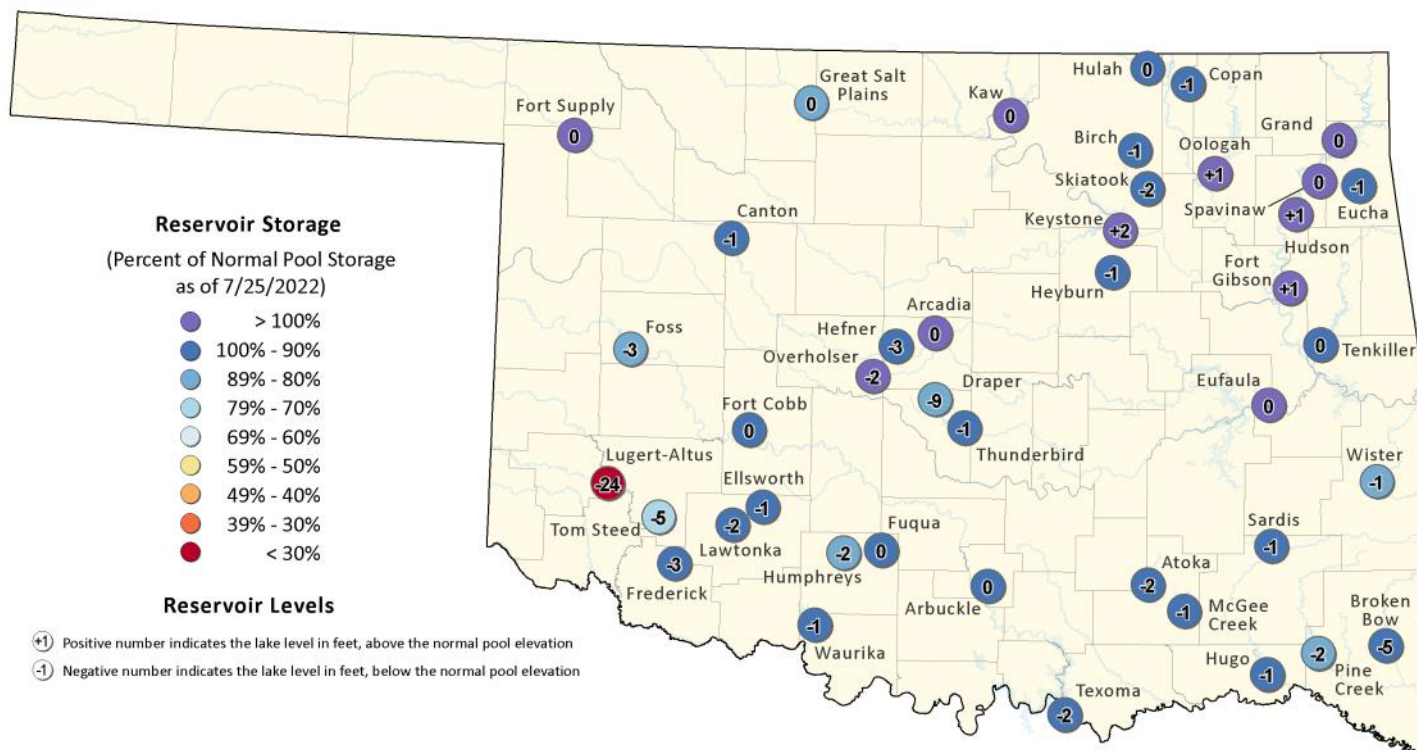 Hulah
0
-1
Copan
Great Salt
Plains
0
Kaw
0
Fort Supply
0
Grand
0
Birch
-1
Oologah
+1
Skiatook
-2
0
-1
Spavinaw
Eucha
Canton
-1
Keystone
+2
+1
Hudson
Heyburn
-1
Fort
Gibson
+1
Reservoir Storage
(Percent of Normal Pool Storage
as of 7/25/2022)
> 100%
100% - 90%
89% - 80%
79% - 70%
69% - 60%
59% - 50%
49% - 40%
39% - 30%
< 30%
Foss
-3
Arcadia
0
Hefner
-3
Overholser
-2
0
Tenkiller
Draper
-9
Eufaula
0
Fort Cobb
0
-1
Thunderbird
Lugert-Altus
-24
Ellsworth
-1
Wister
-1
Tom Steed
-5
-2
Lawtonka
Fuqua
0
Sardis
-1
-3
Frederick
-2
Humphreys
0
Arbuckle
Atoka
-2
-1
McGee
Creek
Broken
Bow
-5
-1
Waurika
Hugo
-1
-2
Pine
Creek
Texoma
-2
Reservoir Levels
+1 Positive number indicates the lake level in feet, above the normal pool elevation
-1 Negative number indicates the lake level in feet, below the normal pool elevation